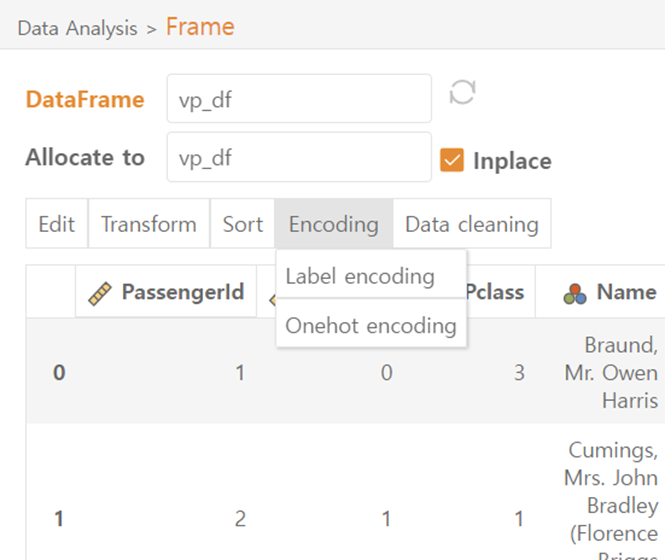 Data Analysis > Frame
DataFrame vp_df
Allocate to vp_df Inplace
Edit Transform Sort Encoding Data cleaning
Label encoding
Onehot encoding
PassengerId Pclass Name
0 1 0 3 Braund,
Mr. Owen
Harris
1 2 1 1 Cumings,
Mrs. John
Bradley
(Florence
Briggs